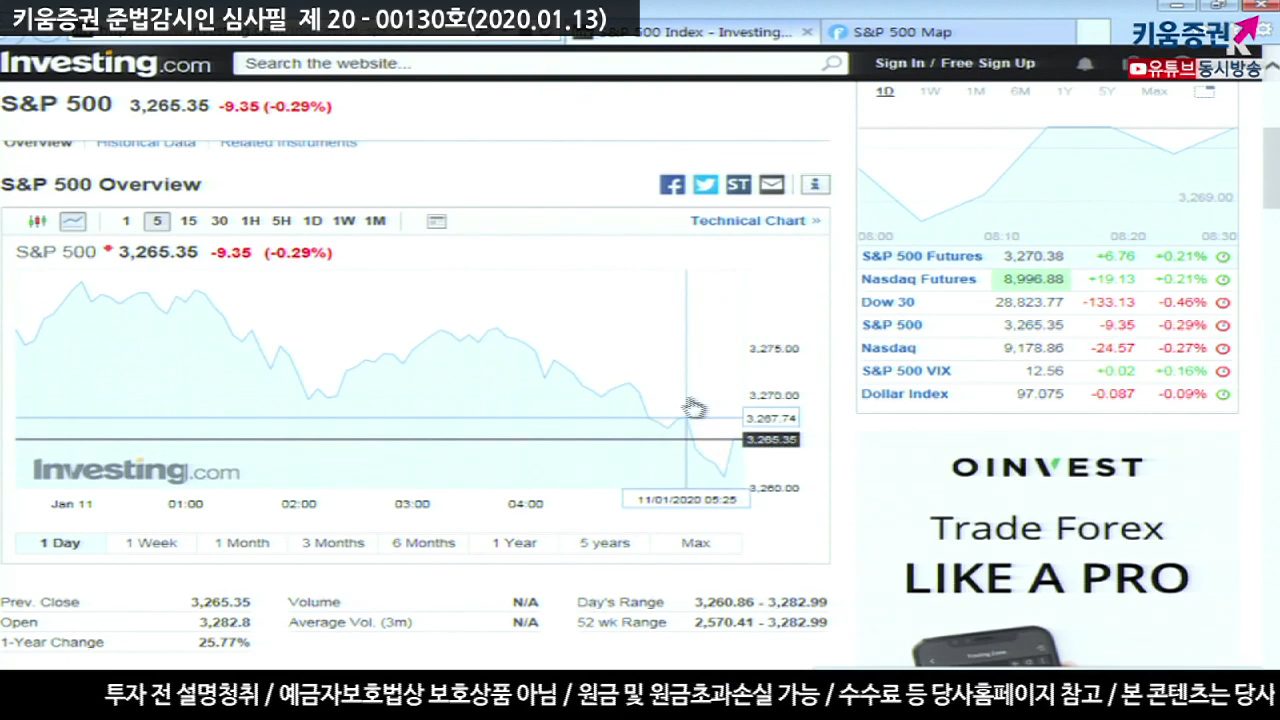 키움증권 준법감시인 심사필 제 20 - 00130호(2020.01.13)
500 Index - Investing... ×
S&P 500 Map
키움증권
유튜브동시방송
Investing.com
Search the website...
Sign In / Free Sign Up
S&P 500 3,265.35 -9.35 (-0.29%)
Overview Historical Data Related Instruments
S&P 500 Overview
ST
1 5 15 30 1H 5H 1D 1W 1M
Technical Chart »
S&P 500 3,265.35 -9.35 (-0.29%)
3,275.00
3,270.00
3,267.74
3,265.35
3,260.00
Investing.com
Jan 11 01:00 02:00 03:00 04:00 11/01/2020 05:25
1 Day 1 Week 1 Month 3 Months 6 Months 1 Year 5 years Max
Prev. Close 3,265.35 Volume N/A Day's Range 3,260.86 - 3,282.99
Open 3,282.8 Average Vol. (3m) N/A 52 wk Range 2,570.41 - 3,282.99
1-Year Change 25.77%
1D 1W 1M 6M 1Y 5Y Max
3,269.00
08:00 08:10 08:20 08:30
S&P 500 Futures 3,270.38 +6.76 +0.21%
Nasdaq Futures 8,996.88 +19.13 +0.21%
Dow 30 28,823.77 -133.13 -0.46%
S&P 500 3,265.35 -9.35 -0.29%
Nasdaq 9,178.86 -24.57 -0.27%
S&P 500 VIX 12.56 +0.02 +0.16%
Dollar Index 97.075 -0.087 -0.09%
OINVEST
Trade Forex
LIKE A PRO
투자 전 설명청취 / 예금자보호법상 보호상품 아님 / 원금 및 원금초과손실 가능 / 수수료 등 당사홈페이지 참고 / 본 콘텐츠는 당사